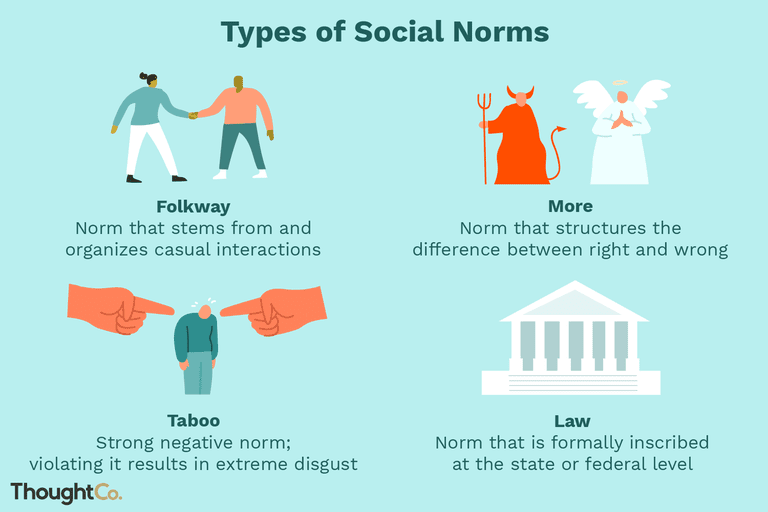 Types of Social Norms
Folkway
Norm that stems from and
organizes casual interactions
More
Norm that structures the
difference between right and wrong
Taboo
Strong negative norm;
violating it results in extreme disgust
Law
Norm that is formally inscribed
at the state or federal level
ThoughtCo.